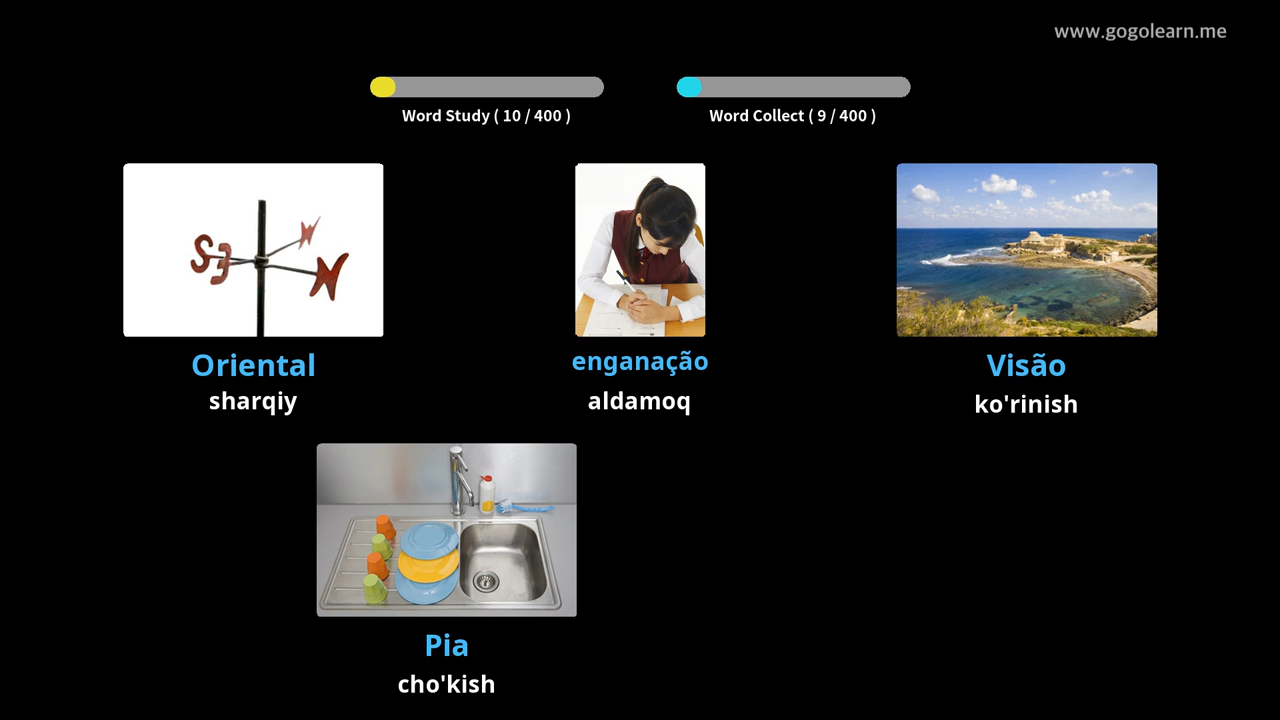 www.gogolearn.me
Word Study ( 10 / 400 )
Word Collect ( 9 / 400 )
S
E
N
W
Oriental
sharqiy
enganação
aldamoq
Visão
ko'rinish
Pia
cho'kish